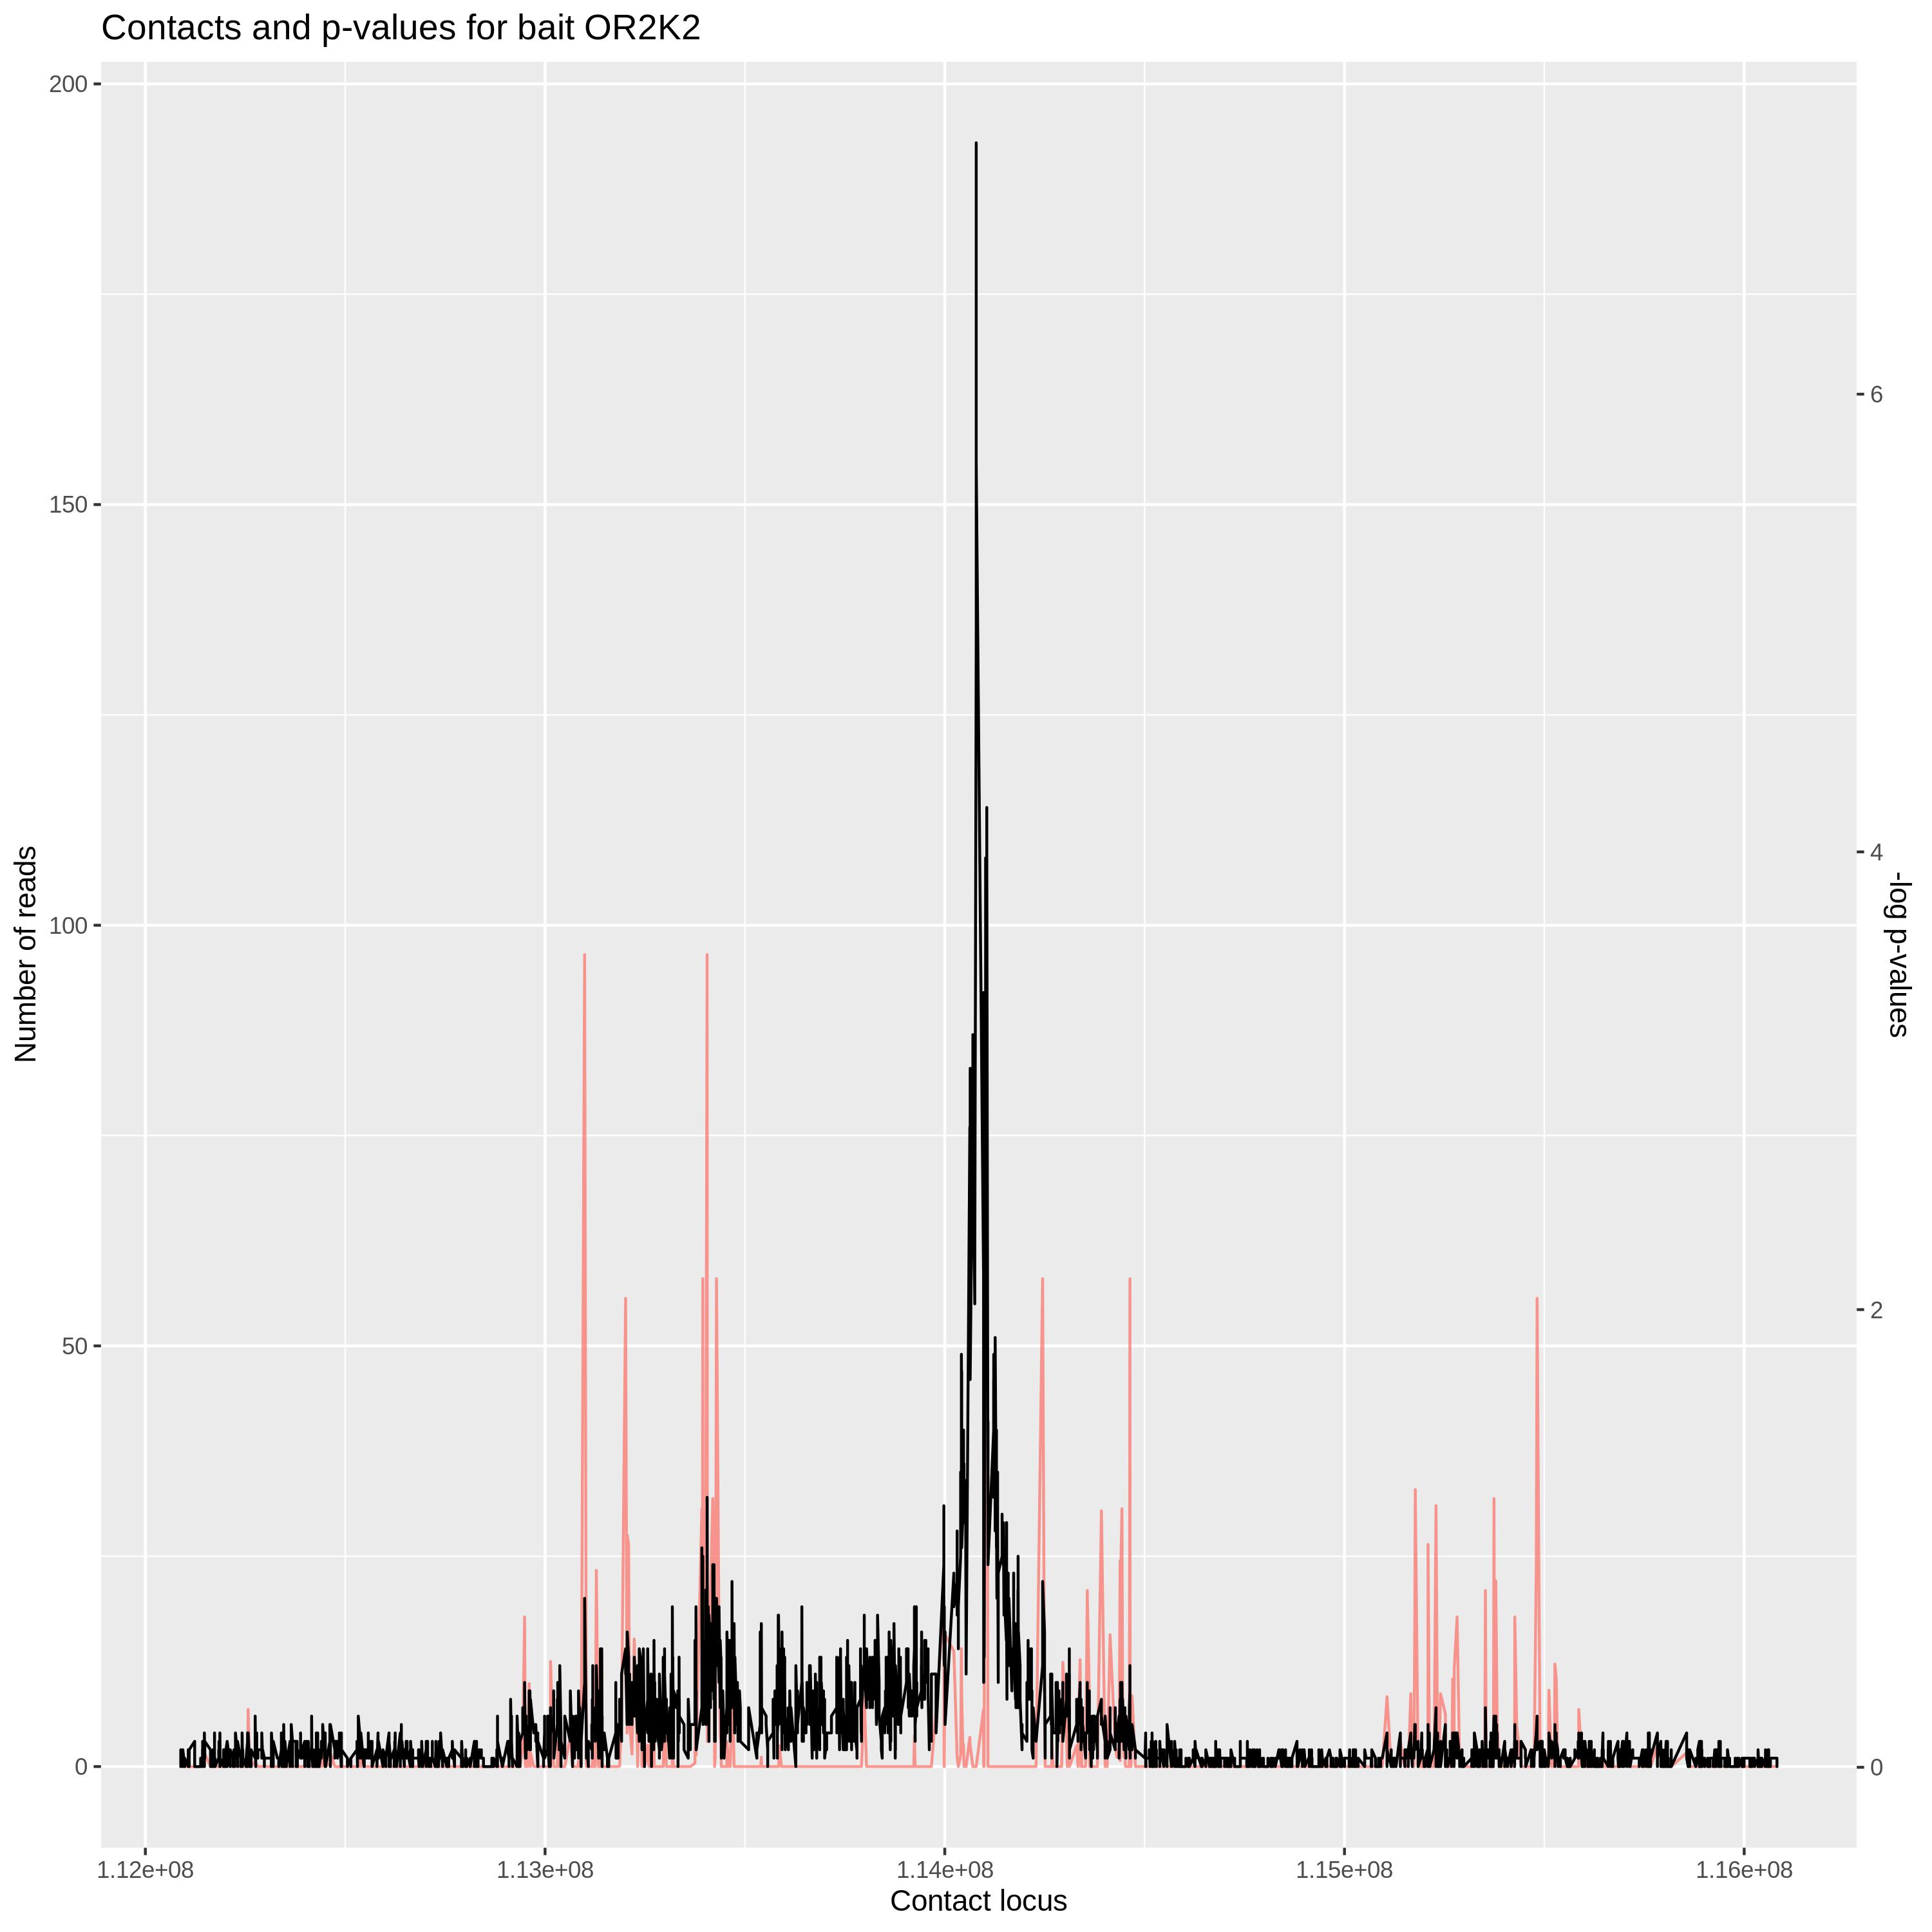 Contacts and p-values for bait OR2K2
200
150
100
50
0
Number of reads
6
4
2
0
-log p-values
1.12e+08
1.13e+08
1.14e+08
1.15e+08
1.16e+08
Contact locus